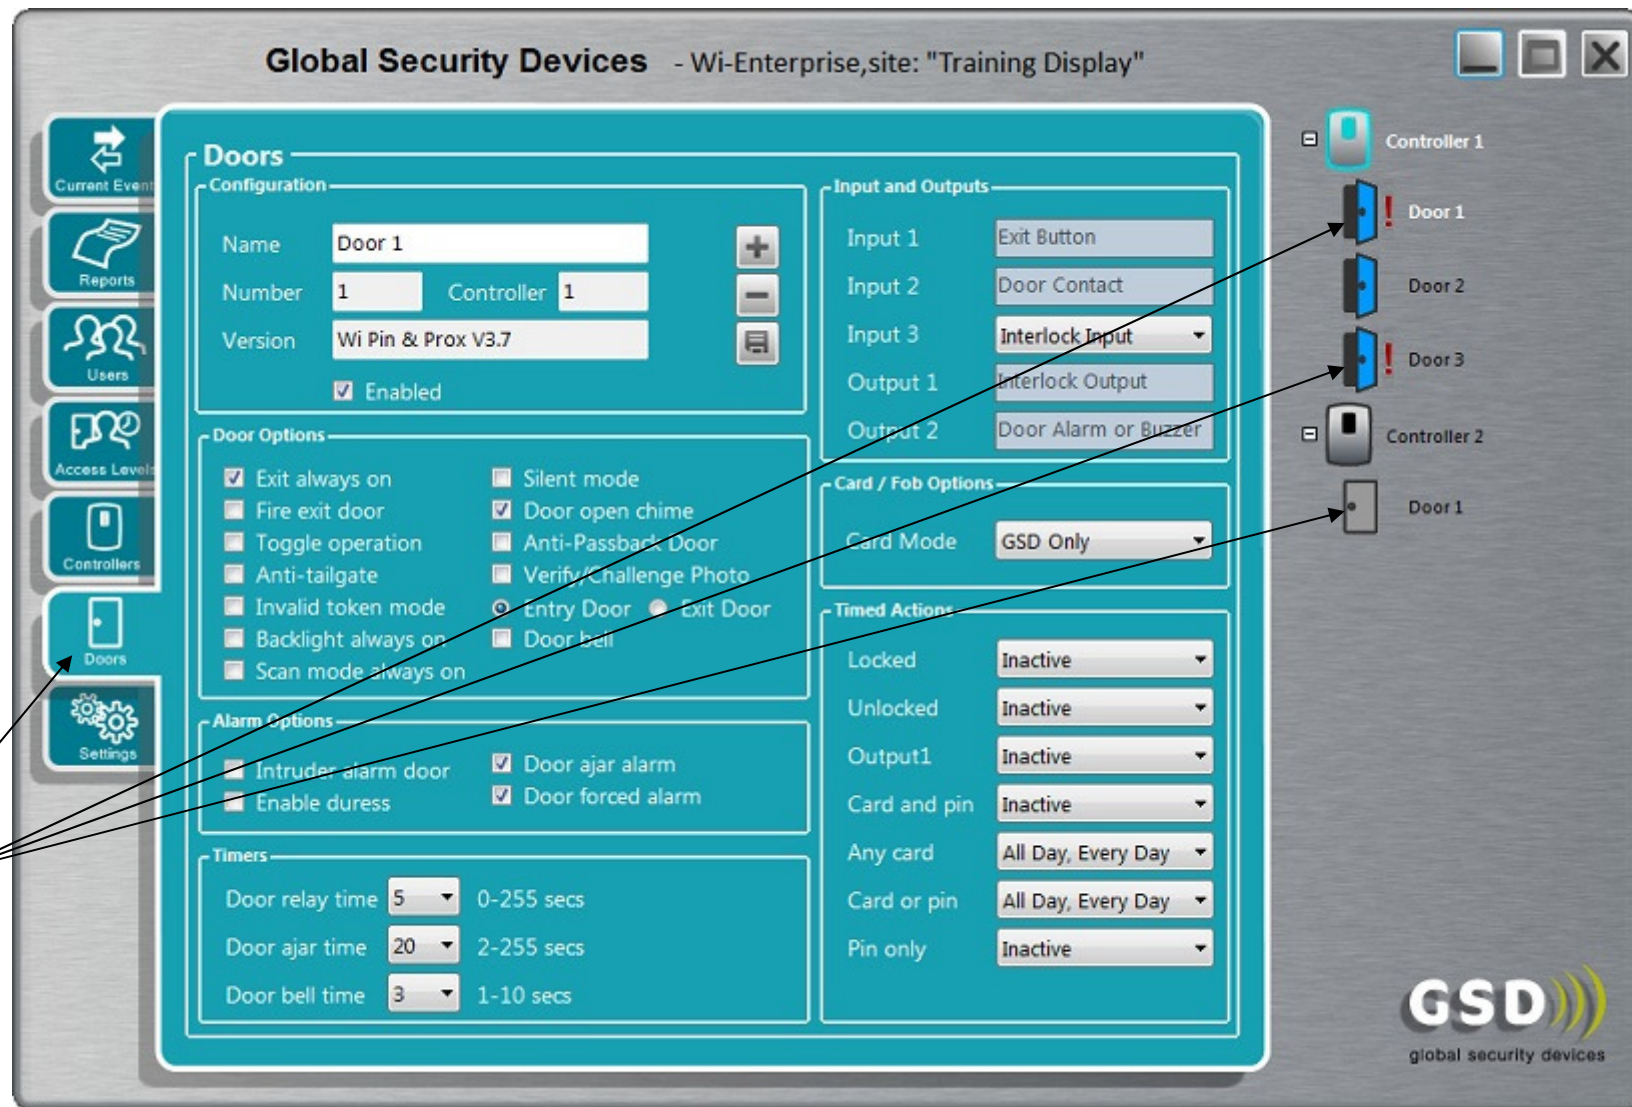 Global Security Devices - Wi-Enterprise,site: "Training Display"
Current Event
Reports
Users
Access Levels
Controllers
Doors
Settings
Doors
Configuration
Name Door 1
Number 1 Controller 1
Version Wi Pin & Prox V3.7
Enabled
Door Options
Exit always on Silent mode
Fire exit door Door open chime
Toggle operation Anti-Passback Door
Anti-tailgate Verify/Challenge Photo
Invalid token mode Entry Door Exit Door
Backlight always on Door bell
Scan mode always on
Alarm Options
Intruder alarm door Door ajar alarm
Enable duress Door forced alarm
Timers
Door relay time 5 0-255 secs
Door ajar time 20 2-255 secs
Door bell time 3 1-10 secs
Input and Outputs
Input 1 Exit Button
Input 2 Door Contact
Input 3 Interlock Input
Output 1 Interlock Output
Output 2 Door Alarm or Buzzer
Card / Fob Options
Card Mode GSD Only
Timed Actions
Locked Inactive
Unlocked Inactive
Output1 Inactive
Card and pin Inactive
Any card All Day, Every Day
Card or pin All Day, Every Day
Pin only Inactive
Controller 1
! Door 1
Door 2
! Door 3
Controller 2
Door 1
GSD
global security devices